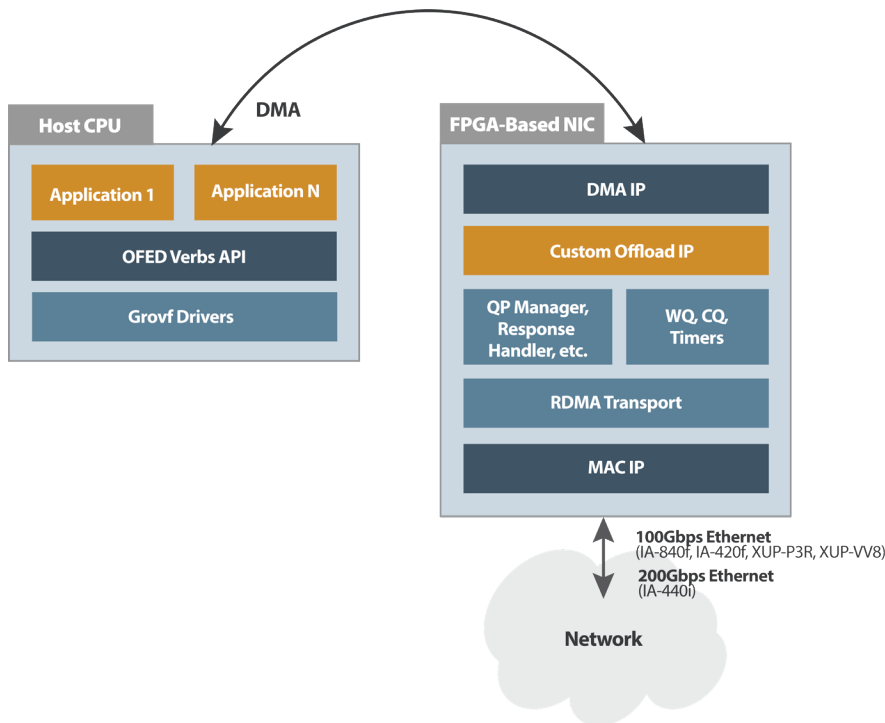 DMA
Host CPU
Application 1
Application N
OFED Verbs API
Grovf Drivers
FPGA-Based NIC
DMA IP
Custom Offload IP
QP Manager,
Response
Handler, etc.
WQ, CQ,
Timers
RDMA Transport
MAC IP
100Gbps Ethernet
(IA-840f, IA-420f, XUP-P3R, XUP-VV8)
200Gbps Ethernet
(IA-440i)
Network